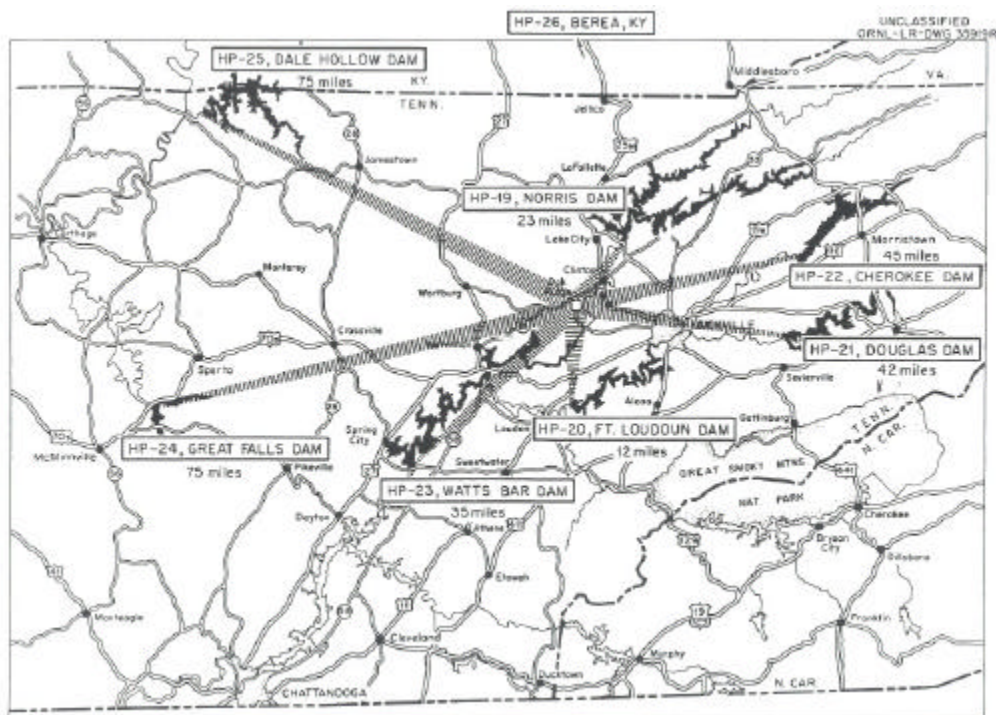 HP-26, BEREA, KY
UNCLASSIFIED
ORNL-LR-DWG 35919R
HP-25, DALE HOLLOW DAM
75 miles
KY.
TENN.
VA.
Middlesboro
Jellico
Jamestown
LaFollette
HP-19, NORRIS DAM
23 miles
Lake City
Clinton
Carthage
Monterey
Wartburg
Morristown
45 miles
HP-22, CHEROKEE DAM
Crossville
Sparta
HP-21, DOUGLAS DAM
42 miles
Sevierville
Alcoa
Gatlinburg
TENN.
N. CAR.
Spring City
Loudon
HP-20, FT. LOUDOUN DAM
12 miles
HP-24, GREAT FALLS DAM
75 miles
McMinnville
Pikeville
Sweetwater
GREAT SMOKY MTNS.
NAT PARK
HP-23, WATTS BAR DAM
35 miles
Dayton
Athens
Cherokee
Bryson City
Dillsboro
Etowah
Monteagle
Cleveland
Franklin
Murphy
Ducktown
CHATTANOOGA
N. CAR.